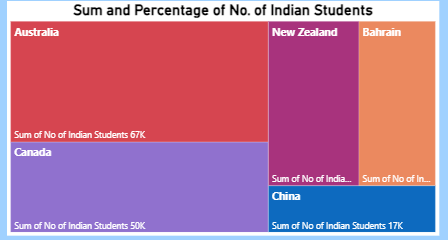 Sum and Percentage of No. of Indian Students
Australia
Sum of No of Indian Students 67K
Canada
Sum of No of Indian Students 50K
New Zealand
Sum of No of India...
Bahrain
Sum of No of In...
China
Sum of No of Indian Students 17K